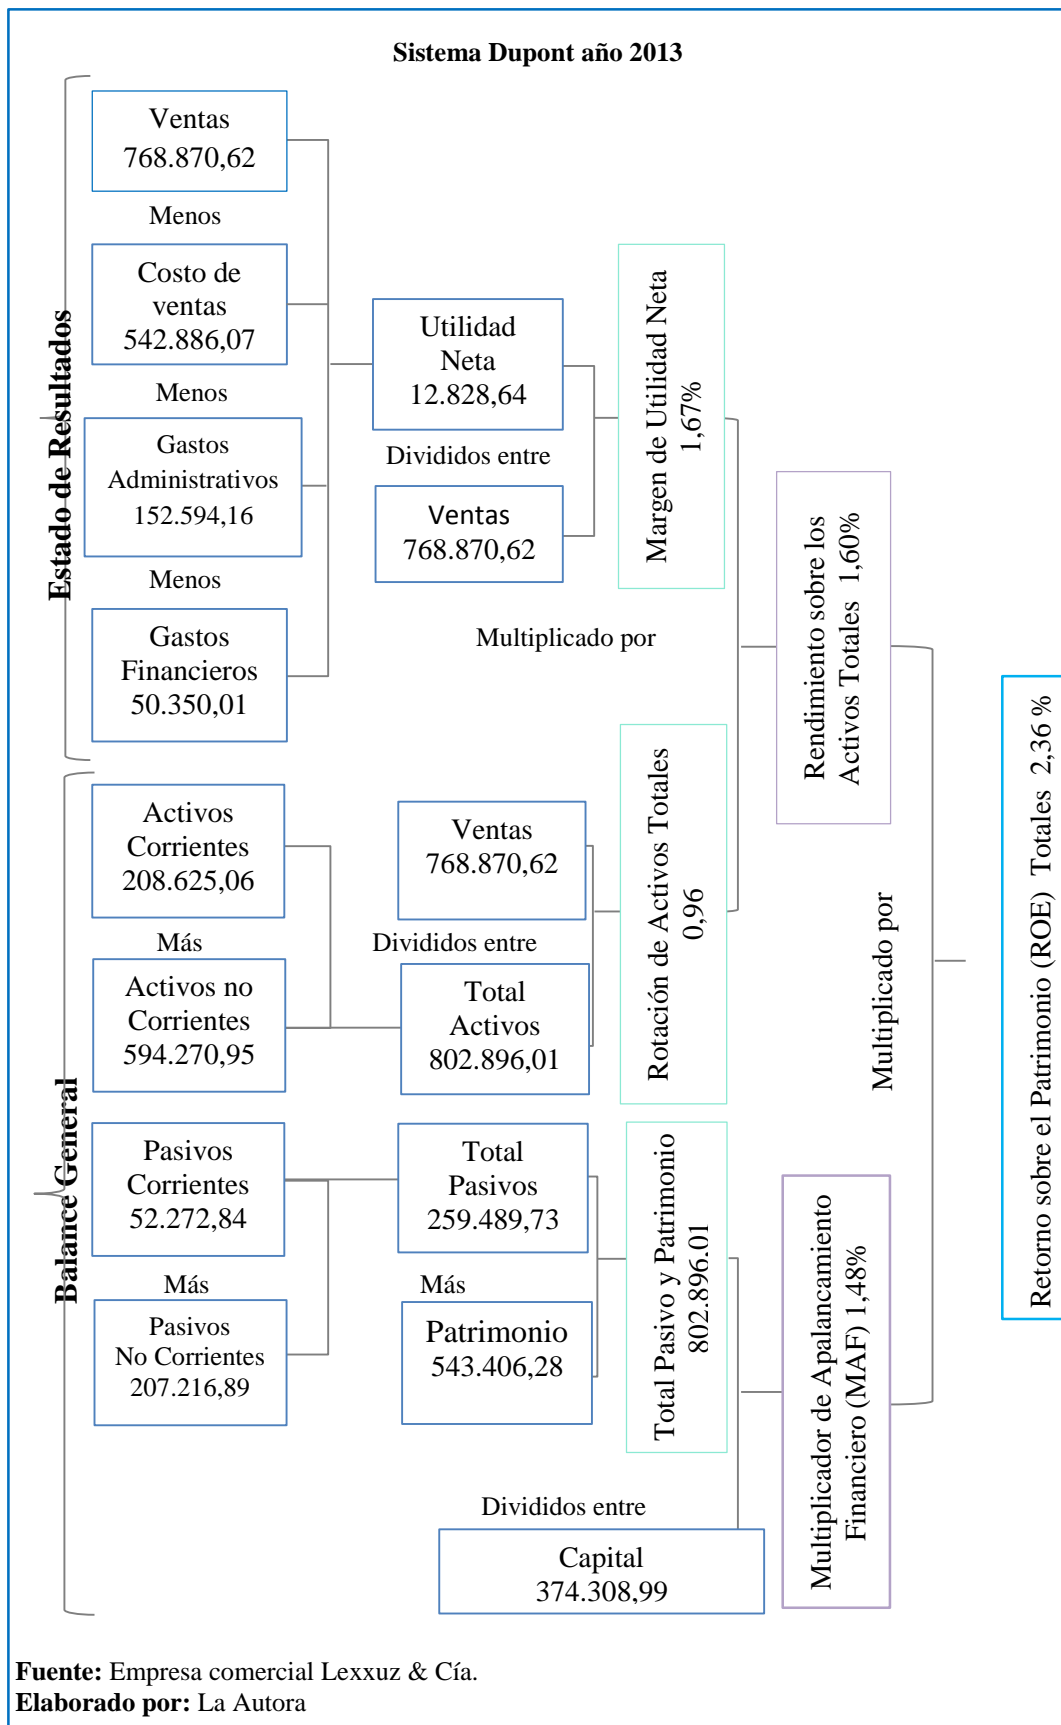 Sistema Dupont año 2013
Estado de Resultados
Ventas
768.870,62
Menos
Costo de
ventas
542.886,07
Menos
Gastos
Administrativos
152.594,16
Menos
Gastos
Financieros
50.350,01
Utilidad
Neta
12.828,64
Divididos entre
Ventas
768.870,62
Margen de Utilidad Neta
1,67%
Multiplicado por
Rendimiento sobre los
Activos Totales 1,60%
Balance General
Activos
Corrientes
208.625,06
Más
Activos no
Corrientes
594.270,95
Ventas
768.870,62
Divididos entre
Total
Activos
802.896,01
Rotación de Activos Totales
0,96
Multiplicado por
Retorno sobre el Patrimonio (ROE) Totales 2,36 %
Pasivos
Corrientes
52.272,84
Más
Pasivos
No Corrientes
207.216,89
Total
Pasivos
259.489,73
Más
Patrimonio
543.406,28
Total Pasivo y Patrimonio
802.896.01
Divididos entre
Capital
374.308,99
Multiplicador de Apalancamiento
Financiero (MAF) 1,48%
Fuente: Empresa comercial Lexxuz & Cía.
Elaborado por: La Autora